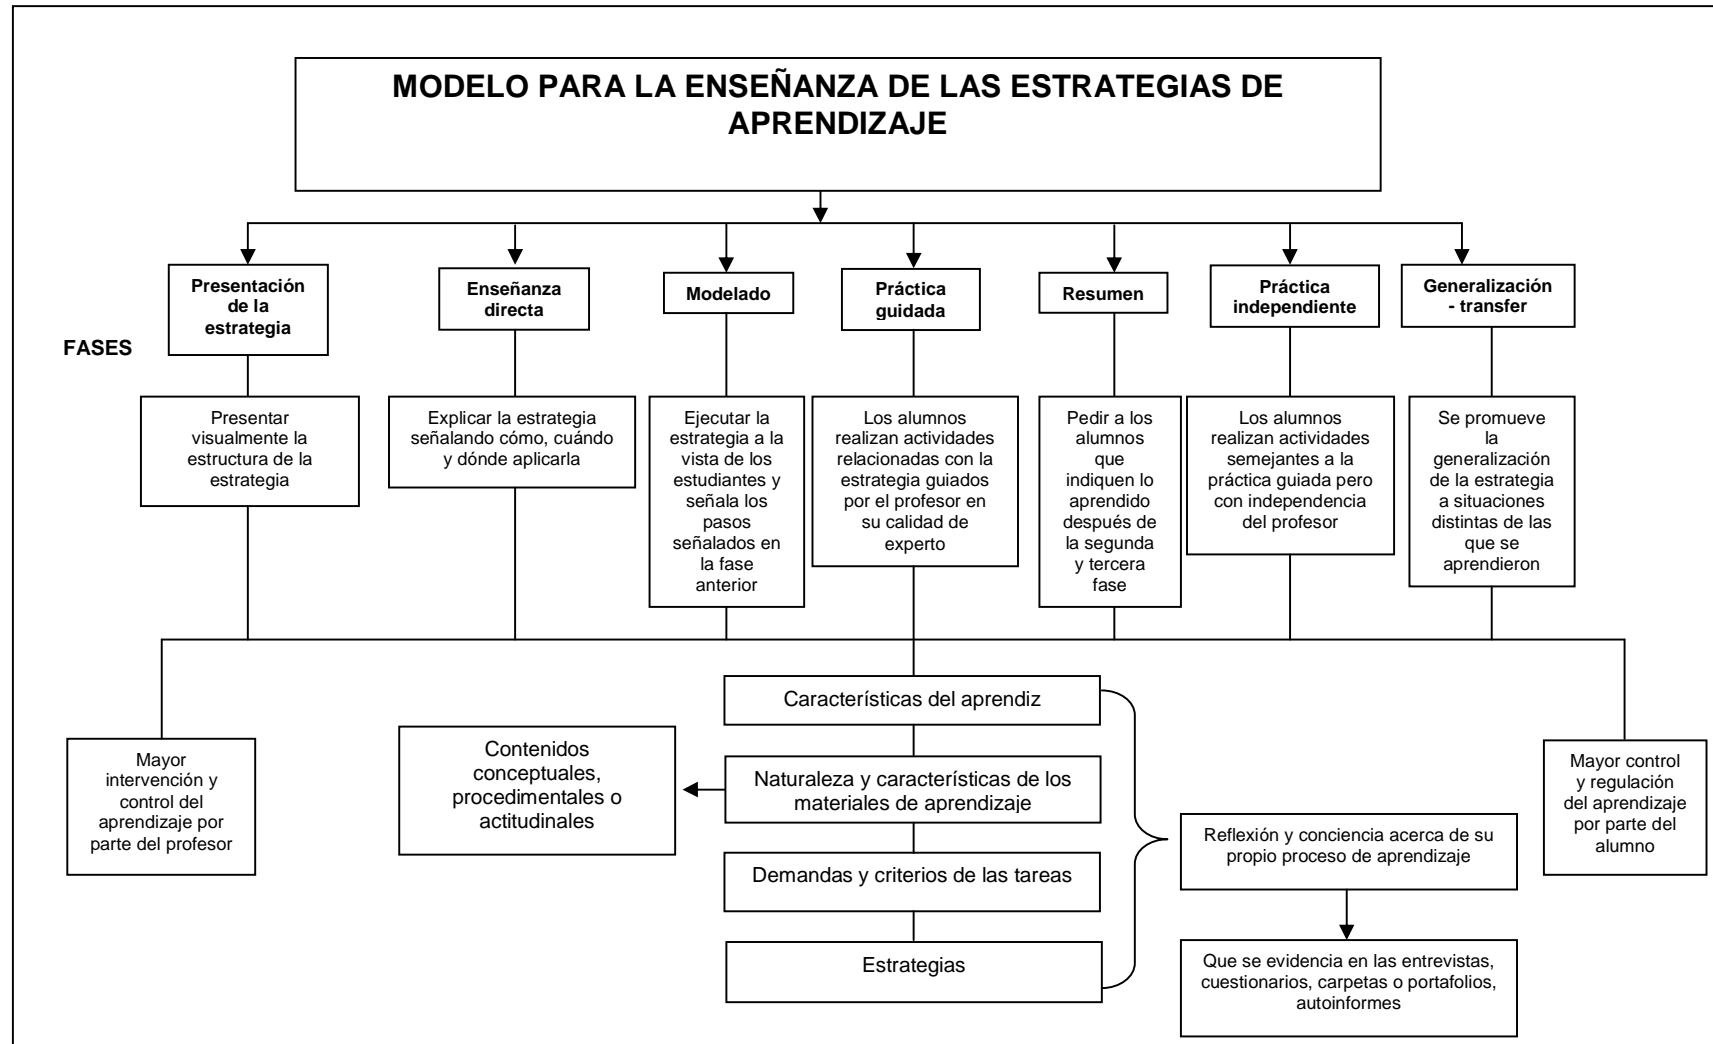 MODELO PARA LA ENSEÑANZA DE LAS ESTRATEGIAS DE
APRENDIZAJE
FASES
Presentación
de la
estrategia
Enseñanza
directa
Modelado
Práctica
guidada
Resumen
Práctica
independiente
Generalización
- transfer
Presentar
visualmente la
estructura de la
estrategia
Explicar la estrategia
señalando cómo, cuándo
y dónde aplicarla
Ejecutar la
estrategia a la
vista de los
estudiantes y
señala los
pasos
señalados en
la fase
anterior
Los alumnos
realizan actividades
relacionadas con la
estrategia guiados
por el profesor en
su calidad de
experto
Pedir a los
alumnos
que
indiquen lo
aprendido
después de
la segunda
y tercera
fase
Los alumnos
realizan actividades
semejantes a la
práctica guiada pero
con independencia
del profesor
Se promueve
la
generalización
de la estrategia
a situaciones
distintas de las
que se
aprendieron
Mayor
intervención y
control del
aprendizaje por
parte del profesor
Contenidos
conceptuales,
procedimentales o
actitudinales
Características del aprendiz
Naturaleza y características de los
materiales de aprendizaje
Demandas y criterios de las tareas
Estrategias
Reflexión y conciencia acerca de su
propio proceso de aprendizaje
Que se evidencia en las entrevistas,
cuestionarios, carpetas o portafolios,
autoinformes
Mayor control
y regulación
del aprendizaje
por parte del
alumno